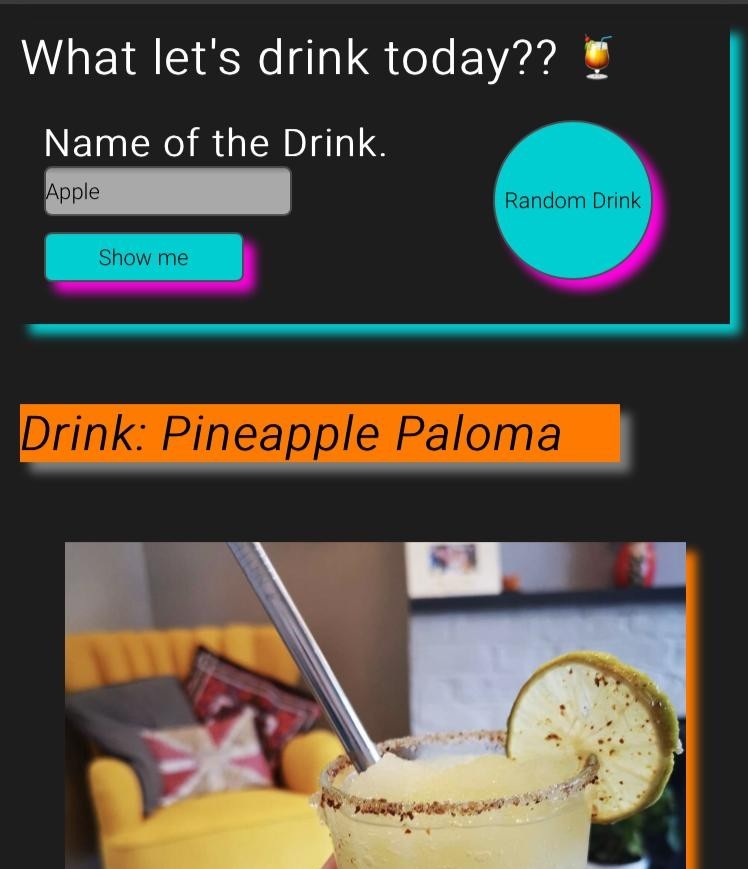 What let's drink today?? 🍹
Name of the Drink.
Apple
Show me
Random Drink
Drink: Pineapple Paloma